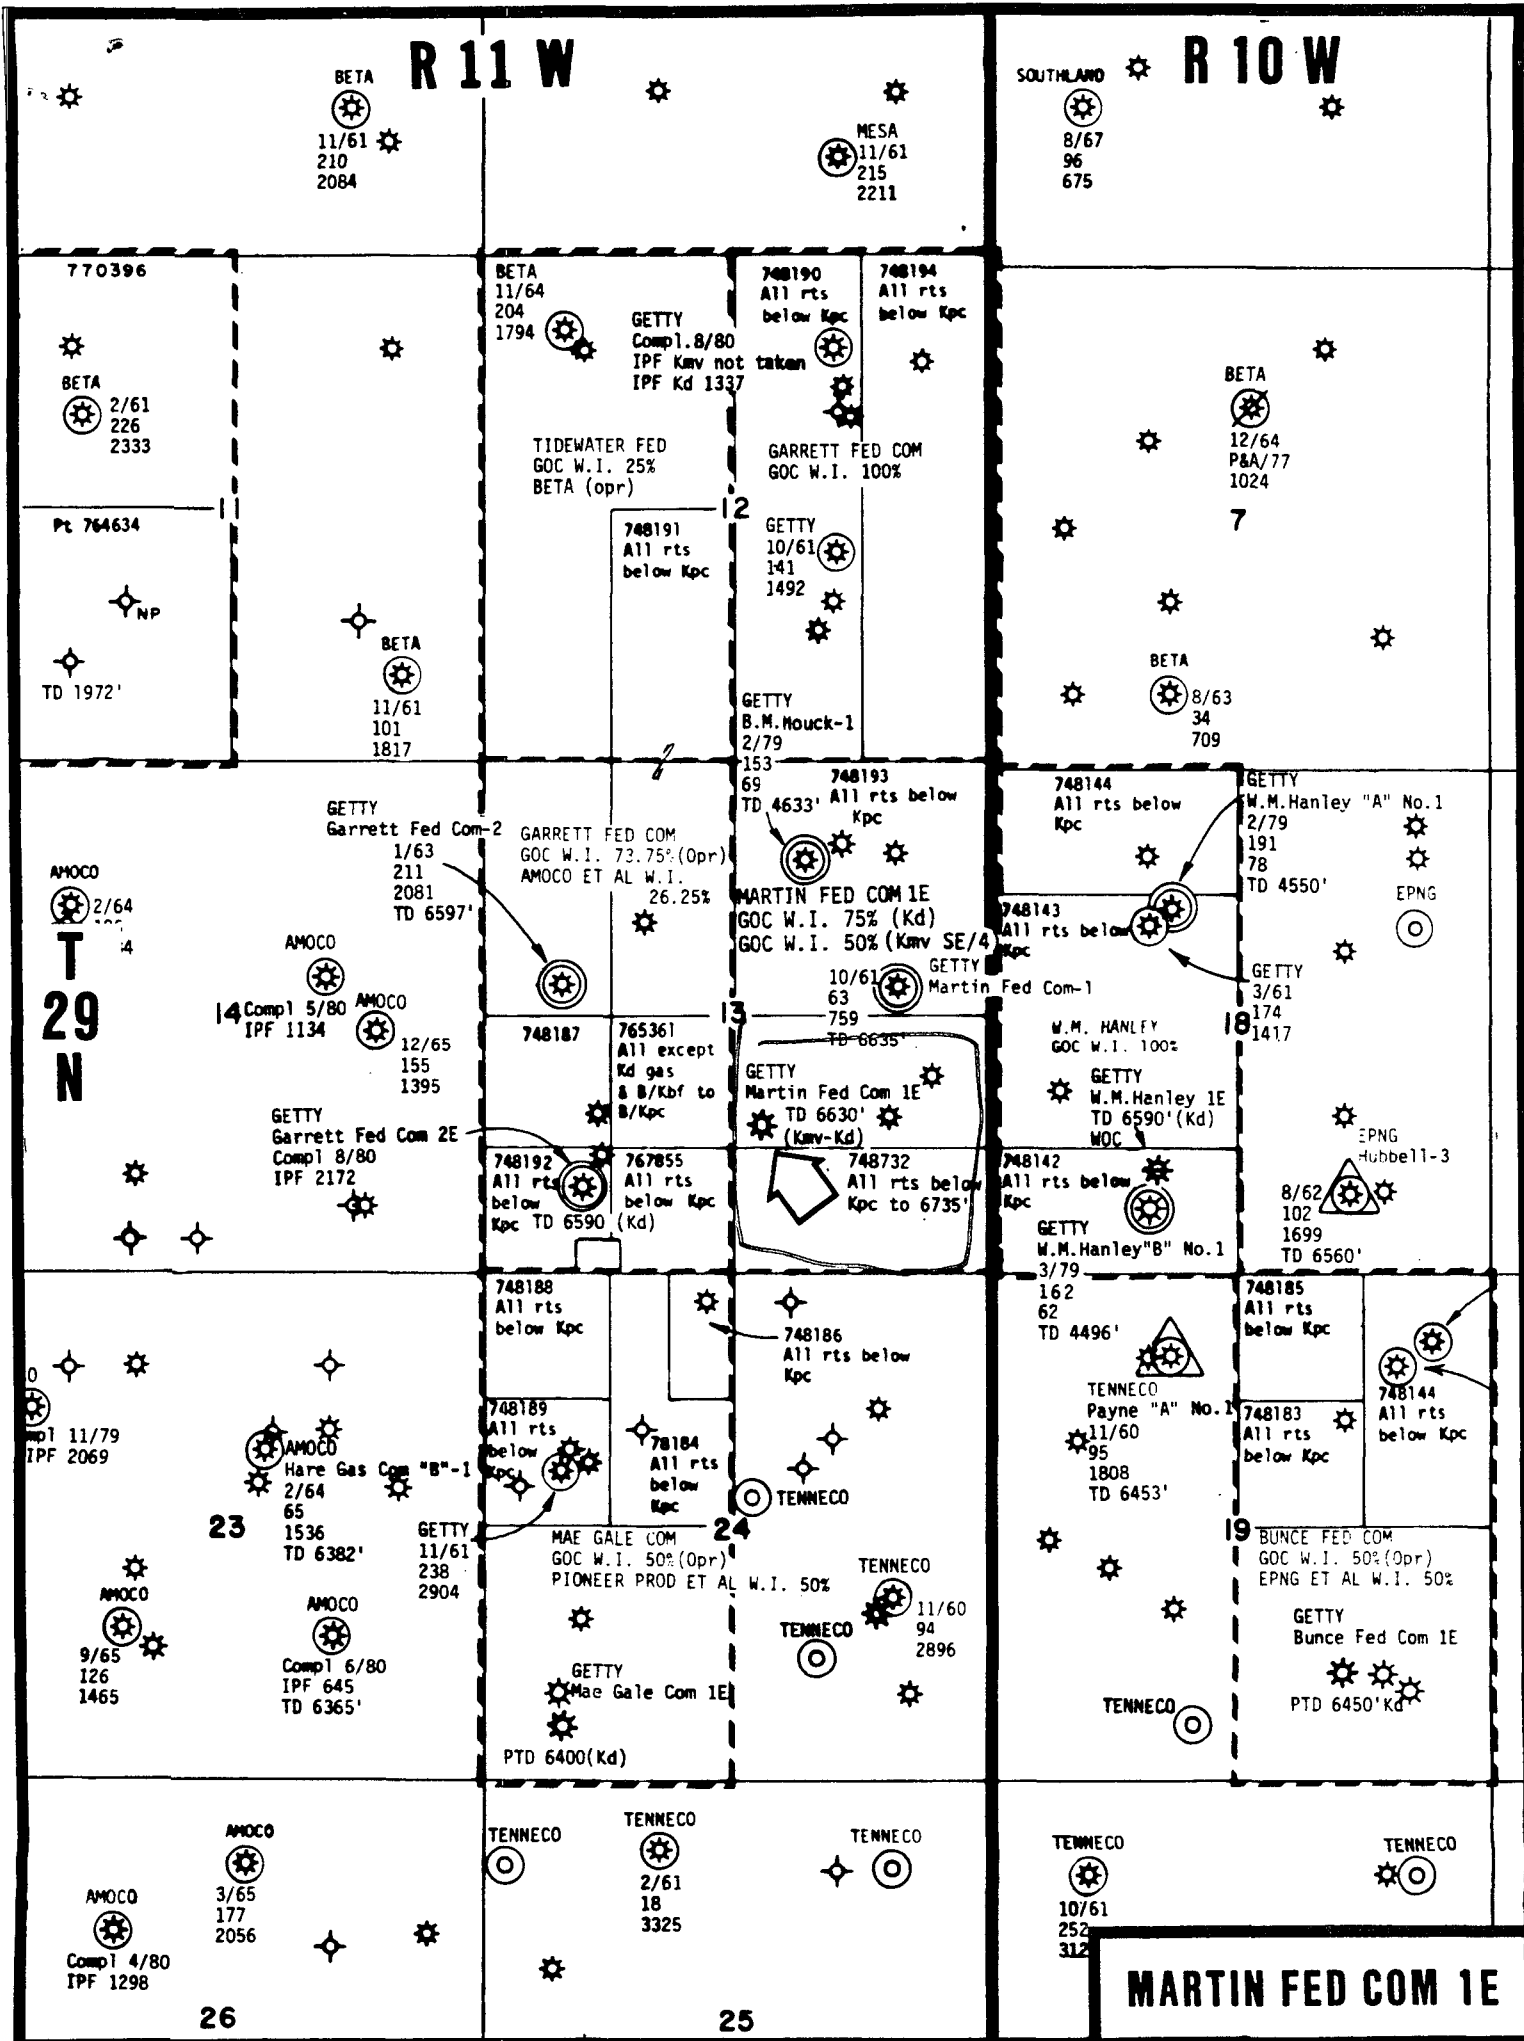 R 11 W
R 10 W
BETA
11/61
210
2084
MESA
11/61
215
2211
SOUTHLAND
8/67
96
675
770396
BETA
2/61
226
2333
Pt 764634
11
NP
TD 1972'
BETA
11/61
101
1817
BETA
11/64
204
1794
GETTY
Compl.8/80
IPF Kmv not taken
IPF Kd 1337
748190
All rts
below Kpc
748194
All rts
below Kpc
TIDEWATER FED
GOC W.I. 25%
BETA (opr)
GARRETT FED COM
GOC W.I. 100%
12
748191
All rts
below Kpc
GETTY
10/61
141
1492
BETA
12/64
P&A/77
1024
7
BETA
8/63
34
709
GETTY
B.M.Houck-1
2/79
153
69
TD 4633'
748193
All rts below
Kpc
748144
All rts below
Kpc
GETTY
W.M.Hanley "A" No.1
2/79
191
78
TD 4550'
GETTY
Garrett Fed Com-2
1/63
211
2081
TD 6597'
GARRETT FED COM
GOC W.I. 73.75%(Opr)
AMOCO ET AL W.I.
26.25%
MARTIN FED COM 1E
GOC W.I. 75% (Kd)
GOC W.I. 50% (Kmv SE/4)
748143
All rts below
Kpc
EPNG
AMOCO
2/64
4
T
29
N
AMOCO
Compl 5/80
IPF 1134
14
AMOCO
12/65
155
1395
10/61
63
759
TD 6635'
GETTY
Martin Fed Com-1
GETTY
3/61
174
1417
13
18
W.M. HANLEY
GOC W.I. 100%
748187
765361
All except
Kd gas
& B/Kbf to
B/Kpc
GETTY
Martin Fed Com 1E
TD 6630'
(Kmv-Kd)
GETTY
W.M.Hanley 1E
TD 6590'(Kd)
WOC
GETTY
Garrett Fed Com 2E
Compl 8/80
IPF 2172
748192
All rts
below
Kpc
TD 6590 (Kd)
767855
All rts
below Kpc
748732
All rts below
Kpc to 6735'
748142
All rts below
Kpc
GETTY
W.M.Hanley"B" No.1
3/79
162
62
TD 4496'
EPNG
Hubbell-3
8/62
102
1699
TD 6560'
748188
All rts
below Kpc
748186
All rts below
Kpc
748185
All rts
below Kpc
O
mpl 11/79
IPF 2069
AMOCO
Hare Gas Com "B"-1
2/64
65
1536
TD 6382'
23
748189
All rts
below
Kpc
78184
All rts
below
Kpc
TENNECO
TENNECO
Payne "A" No.1
11/60
95
1808
TD 6453'
748183
All rts
below Kpc
748144
All rts
below Kpc
GETTY
11/61
238
2904
24
19
MAE GALE COM
GOC W.I. 50%(Opr)
PIONEER PROD ET AL W.I. 50%
BUNCE FED COM
GOC W.I. 50%(Opr)
EPNG ET AL W.I. 50%
AMOCO
9/65
126
1465
AMOCO
Compl 6/80
IPF 645
TD 6365'
TENNECO
11/60
94
2896
TENNECO
GETTY
Mae Gale Com 1E
PTD 6400(Kd)
GETTY
Bunce Fed Com 1E
PTD 6450'Kd
TENNECO
AMOCO
3/65
177
2056
AMOCO
Compl 4/80
IPF 1298
TENNECO
TENNECO
2/61
18
3325
TENNECO
TENNECO
10/61
252
312
TENNECO
26
25
MARTIN FED COM 1E